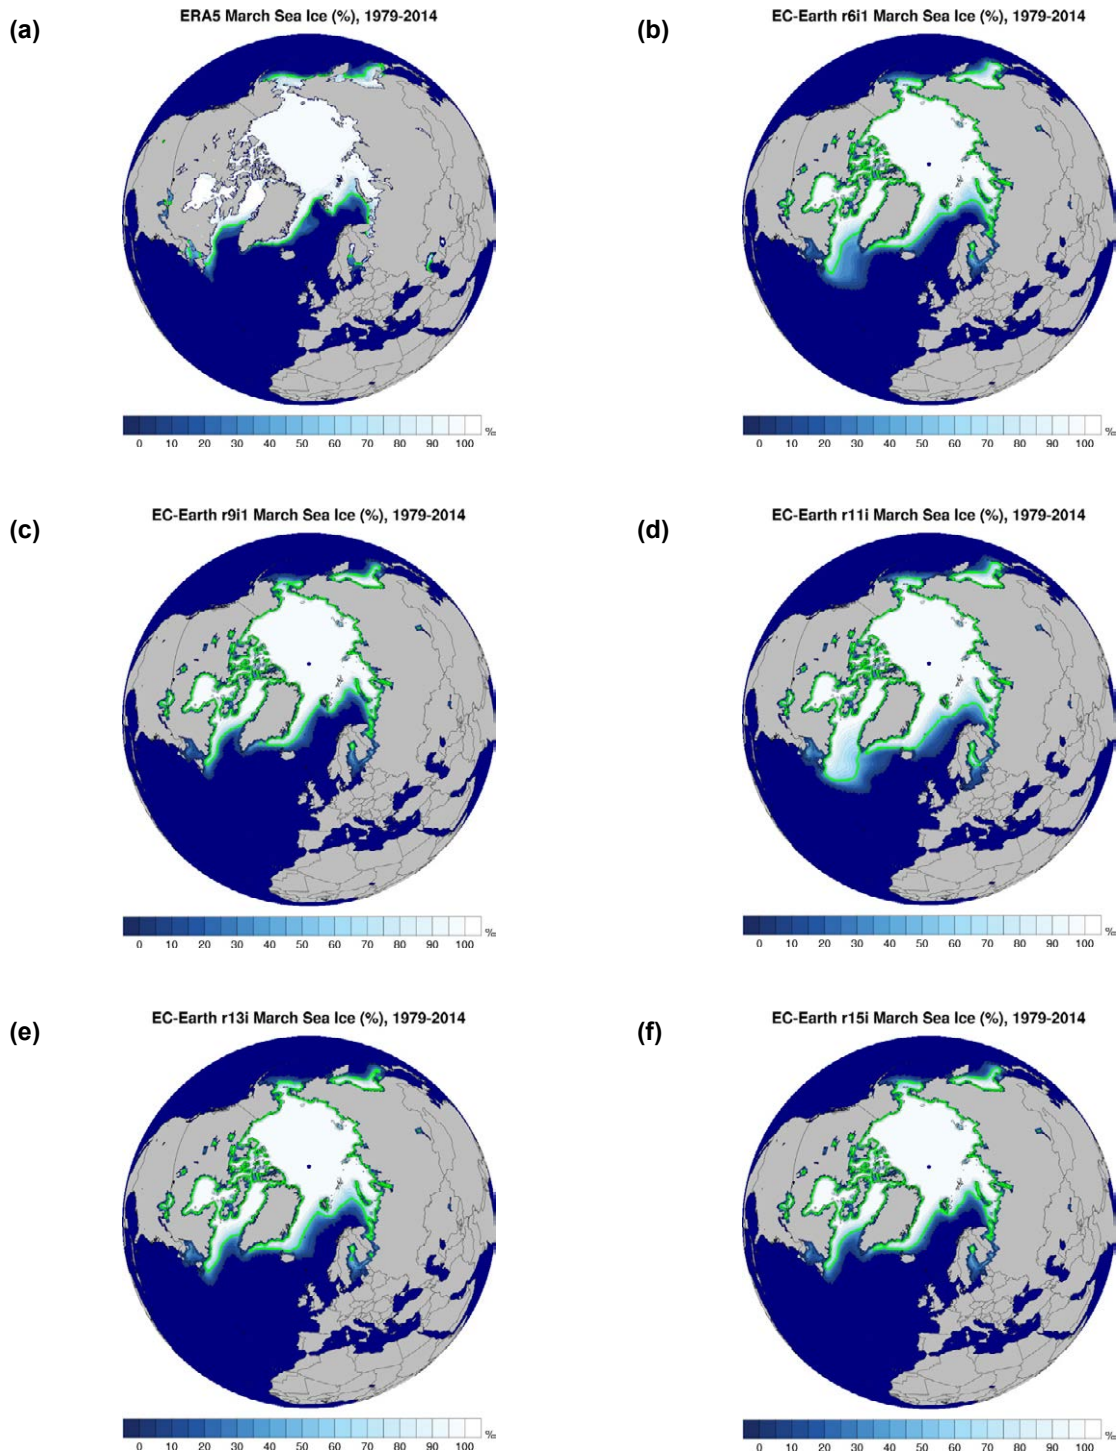 (a)
ERA5 March Sea Ice (%), 1979-2014
0 10 20 30 40 50 60 70 80 90 100 %
(b)
EC-Earth r6i1 March Sea Ice (%), 1979-2014
0 10 20 30 40 50 60 70 80 90 100 %
(c)
EC-Earth r9i1 March Sea Ice (%), 1979-2014
0 10 20 30 40 50 60 70 80 90 100 %
(d)
EC-Earth r11i March Sea Ice (%), 1979-2014
0 10 20 30 40 50 60 70 80 90 100 %
(e)
EC-Earth r13i March Sea Ice (%), 1979-2014
0 10 20 30 40 50 60 70 80 90 100 %
(f)
EC-Earth r15i March Sea Ice (%), 1979-2014
0 10 20 30 40 50 60 70 80 90 100 %